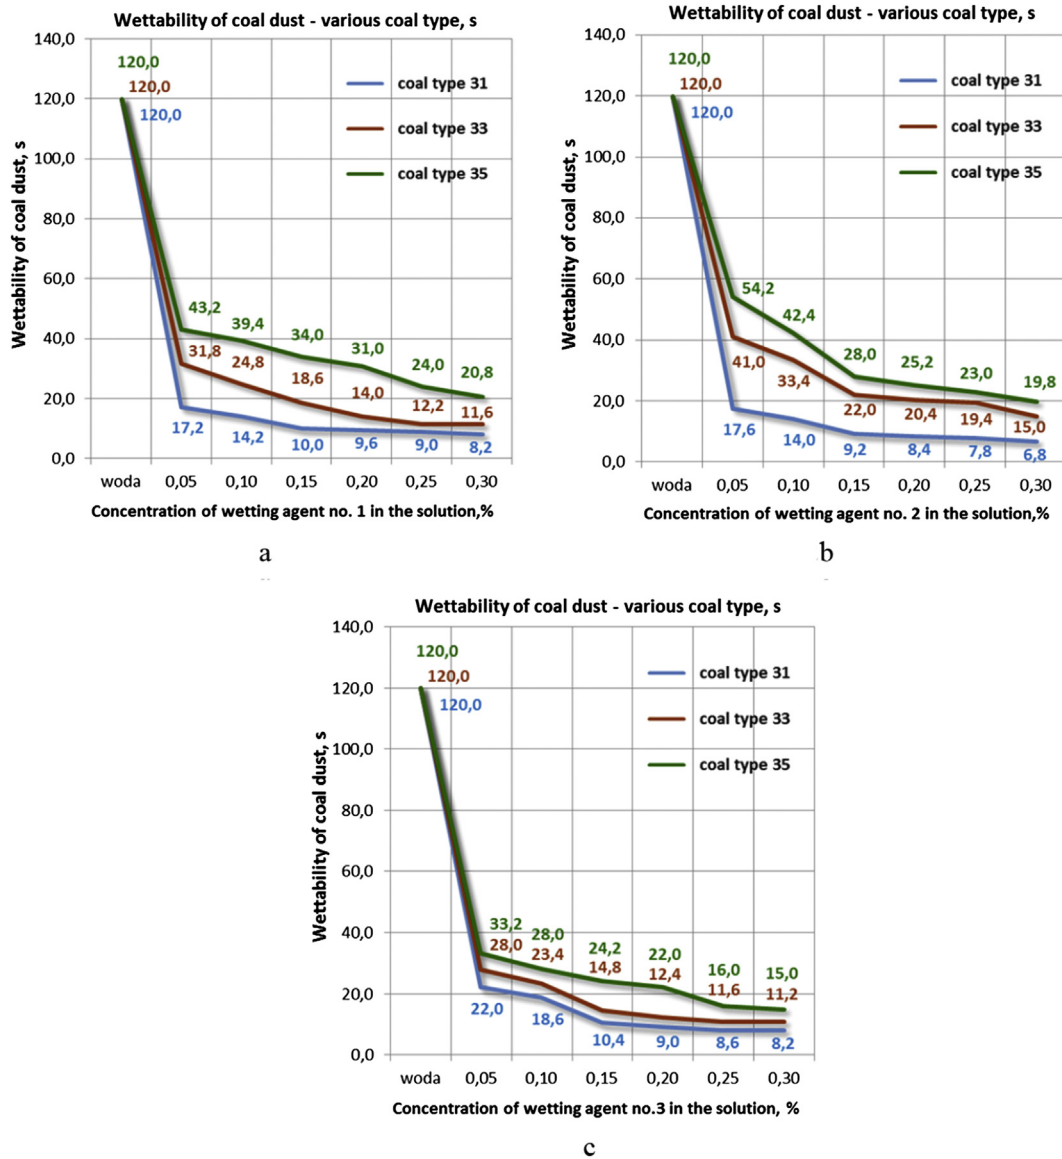 Wettability of coal dust - various coal type, s
Wettability of coal dust, s
140,0
120,0
100,0
80,0
60,0
40,0
20,0
0,0
120,0
120,0
120,0
coal type 31
coal type 33
coal type 35
43,2 39,4 34,0 31,0 24,0 20,8
31,8 24,8 18,6 14,0 12,2 11,6
17,2 14,2 10,0 9,6 9,0 8,2
woda 0,05 0,10 0,15 0,20 0,25 0,30
Concentration of wetting agent no. 1 in the solution,%
a
Wettability of coal dust - various coal type, s
Wettability of coal dust, s
140,0
120,0
100,0
80,0
60,0
40,0
20,0
0,0
120,0
120,0
120,0
coal type 31
coal type 33
coal type 35
54,2 42,4 28,0 25,2 23,0 19,8
41,0 33,4 22,0 20,4 19,4 15,0
17,6 14,0 9,2 8,4 7,8 6,8
woda 0,05 0,10 0,15 0,20 0,25 0,30
Concentration of wetting agent no. 2 in the solution,%
b
Wettability of coal dust - various coal type, s
Wettability of coal dust, s
140,0
120,0
100,0
80,0
60,0
40,0
20,0
0,0
120,0
120,0
120,0
coal type 31
coal type 33
coal type 35
33,2 28,0 24,2 22,0 16,0 15,0
28,0 23,4 14,8 12,4 11,6 11,2
22,0 18,6 10,4 9,0 8,6 8,2
woda 0,05 0,10 0,15 0,20 0,25 0,30
Concentration of wetting agent no.3 in the solution, %
c